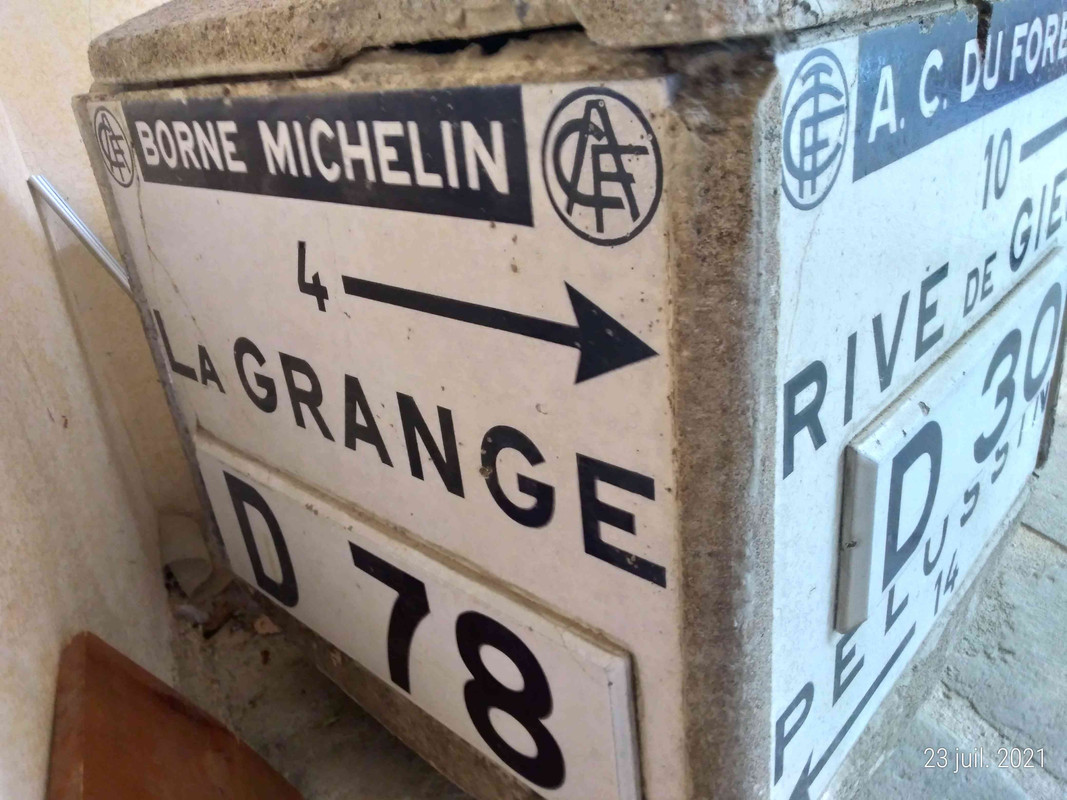 BORNE MICHELIN
4
LA GRANGE
D 78
A. C. DU FORE
10
RIVE DE GIE
D 30
PELUSSIN
14
23 juil. 2021